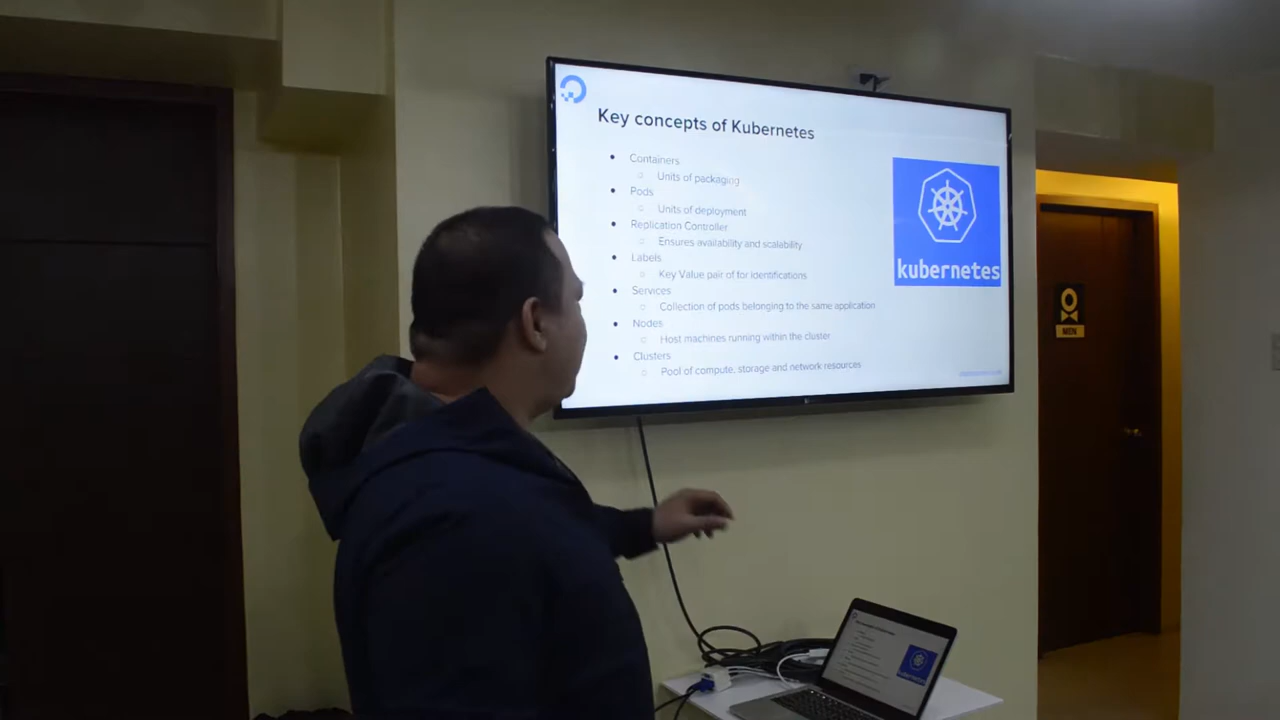 Key concepts of Kubernetes
Containers
Units of packaging
Pods
Units of deployment
Replication Controller
Ensures availability and scalability
Labels
Key Value pair of for identifications
Services
Collection of pods belonging to the same application
Nodes
Host machines running within the cluster
Clusters
Pool of compute, storage and network resources
kubernetes
MEN